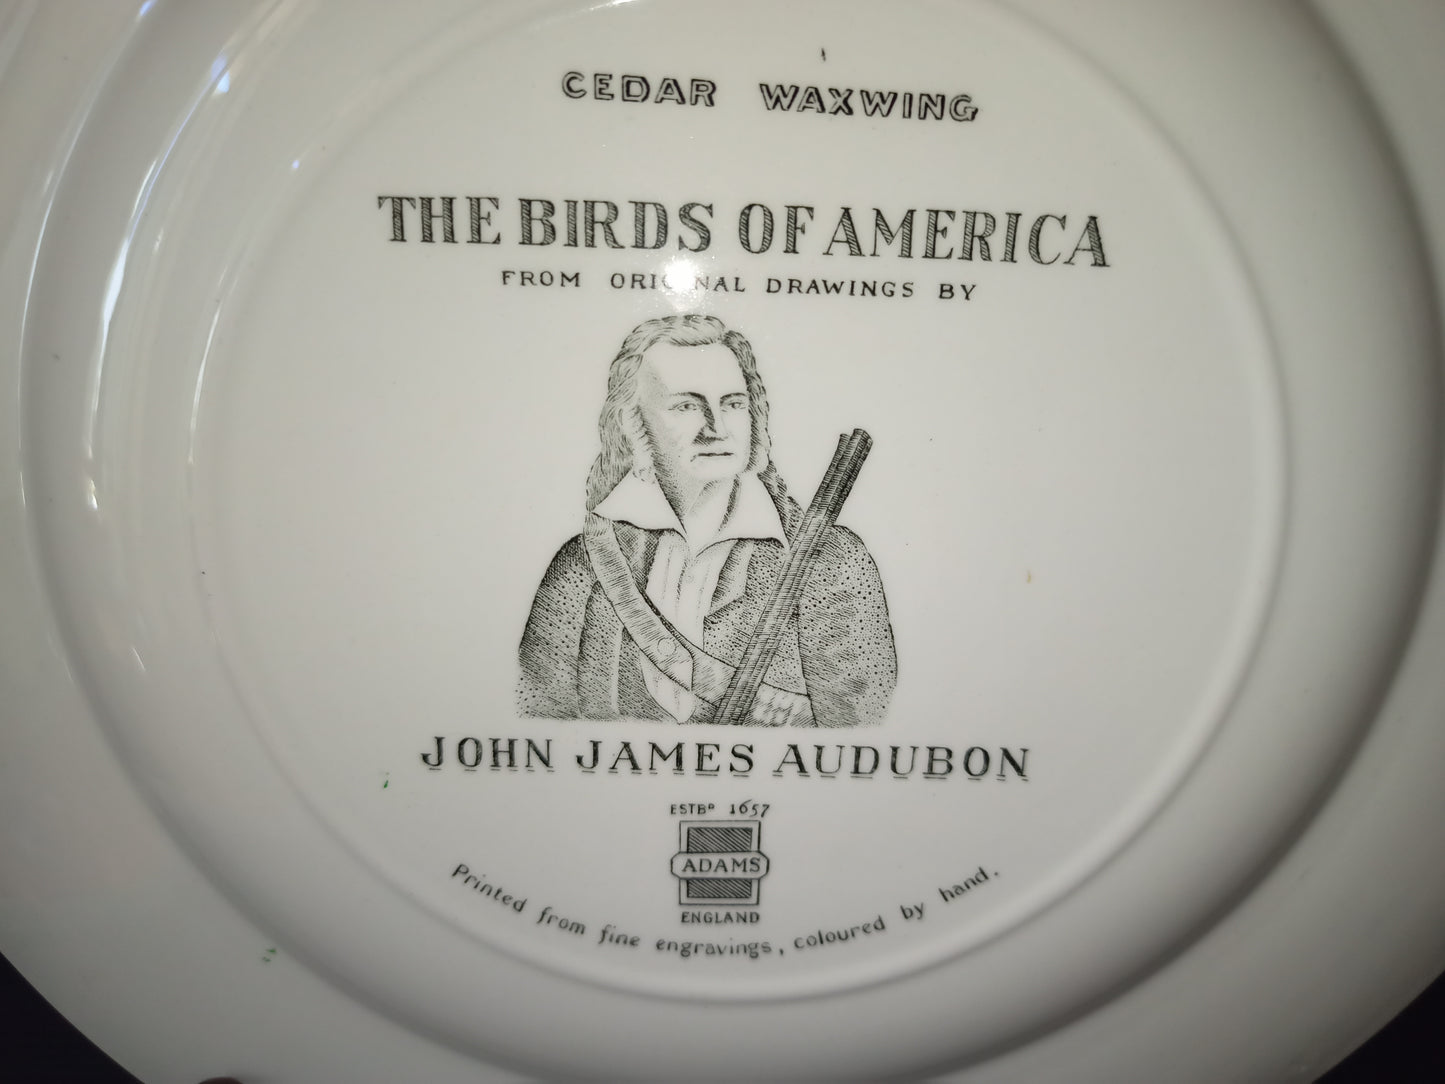 CEDAR WAXWING
THE BIRDS OF AMERICA
FROM ORIGINAL DRAWINGS BY
JOHN JAMES AUDUBON
ESTBD 1657
ADAMS
ENGLAND
Printed from fine engravings, coloured by hand.